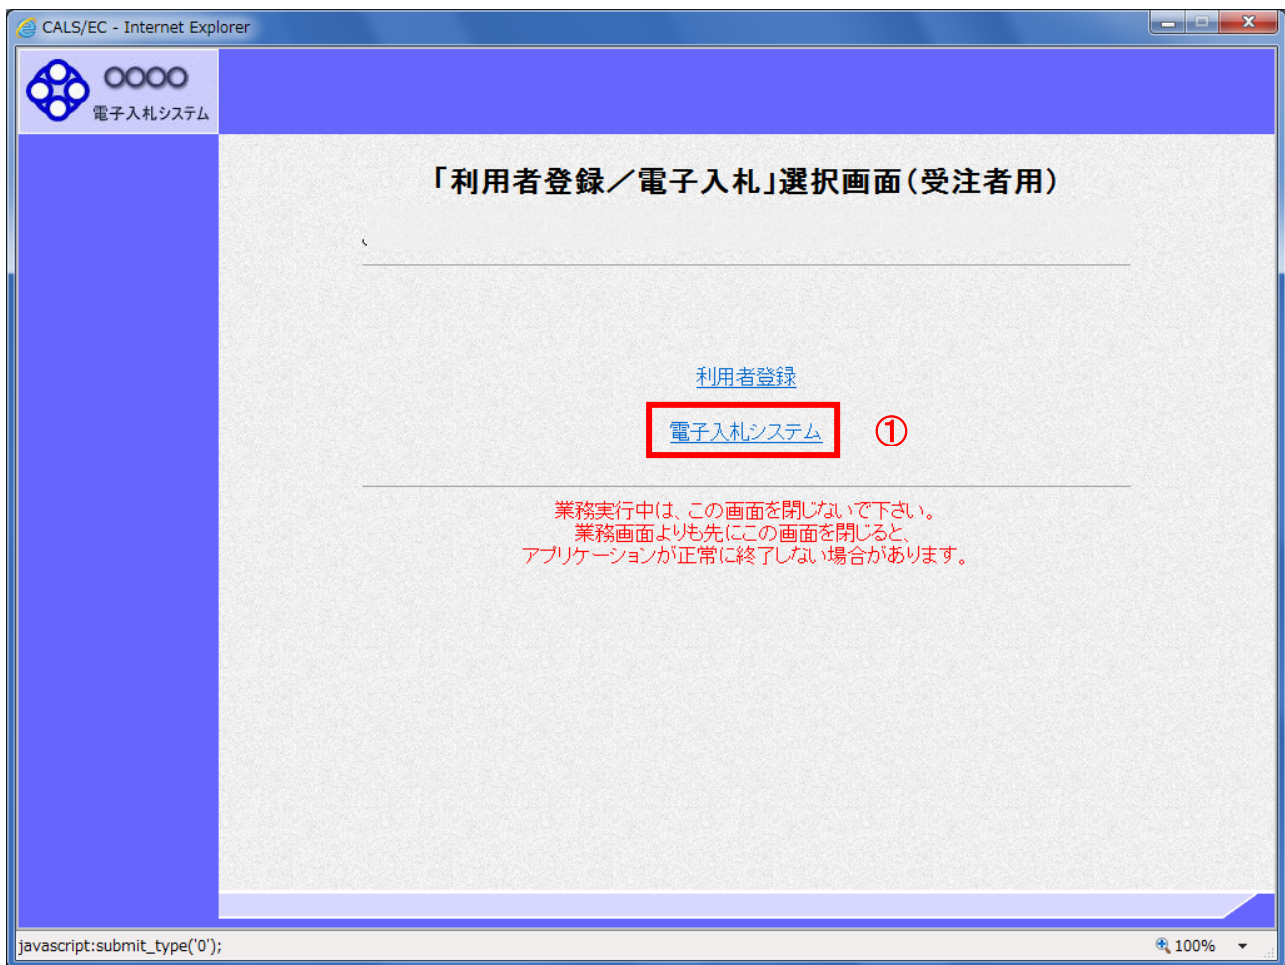 CALS/EC - Internet Explorer
○○○○
電子入札システム
「利用者登録／電子入札」選択画面（受注者用）
利用者登録
電子入札システム ①
業務実行中は、この画面を閉じないで下さい。
業務画面よりも先にこの画面を閉じると、
アプリケーションが正常に終了しない場合があります。
javascript:submit_type('0'); 100%